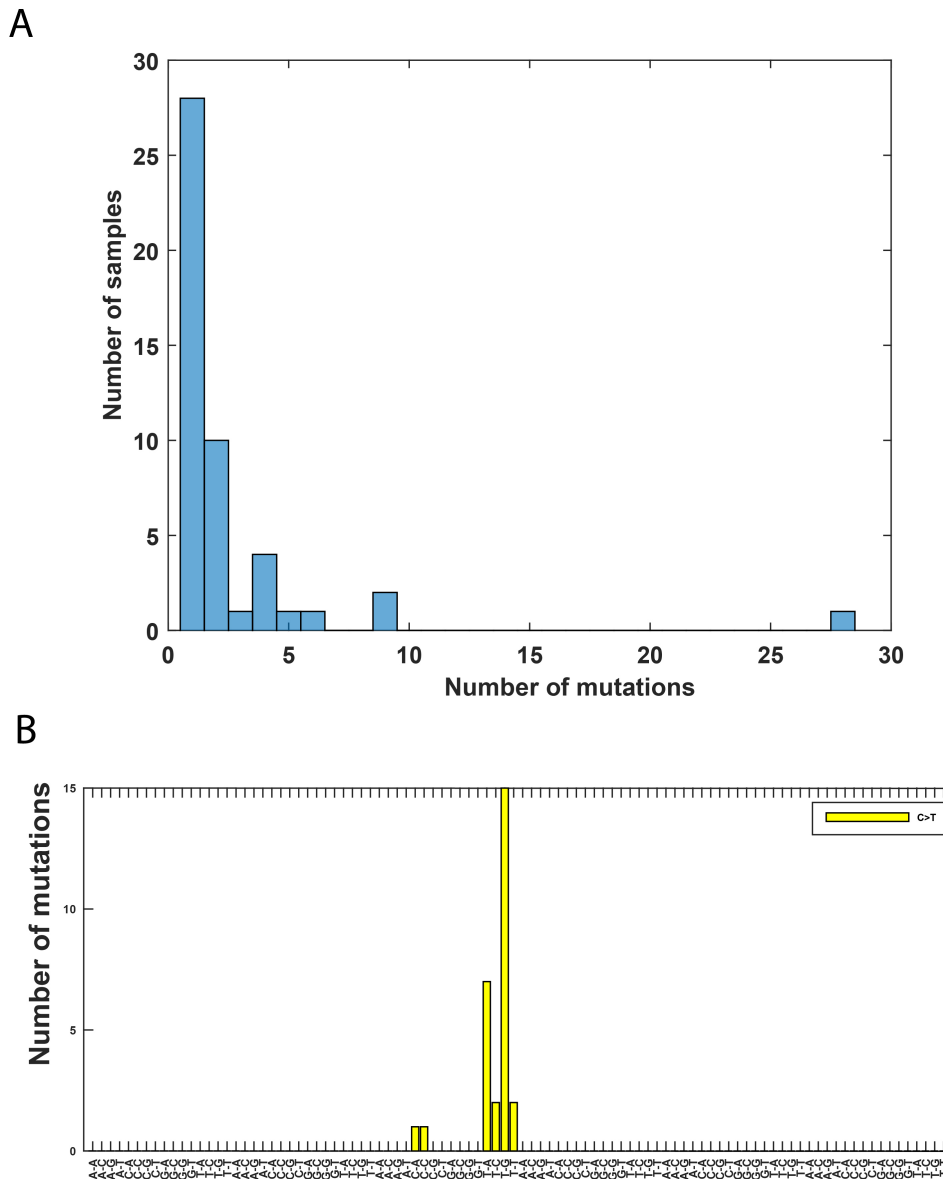 A
30
25
20
15
10
5
0
Number of samples
0 5 10 15 20 25 30
Number of mutations
B
15
10
5
0
Number of mutations
C>T
A-A A-C A-G A-T C-A C-C C-G C-T G-A G-C G-G G-T T-A T-C T-G T-T A-A A-C A-G A-T C-A C-C C-G C-T G-A G-C G-G G-T T-A T-C T-G T-T A-A A-C A-G A-T C-A C-C C-G C-T G-A G-C G-G G-T T-A T-C T-G T-T A-A A-C A-G A-T C-A C-C C-G C-T G-A G-C G-G G-T T-A T-C T-G T-T A-A A-C A-G A-T C-A C-C C-G C-T G-A G-C G-G G-T T-A T-C T-G T-T A-A A-C A-G A-T C-A C-C C-G C-T G-A G-C G-G G-T T-A T-C T-G T-T